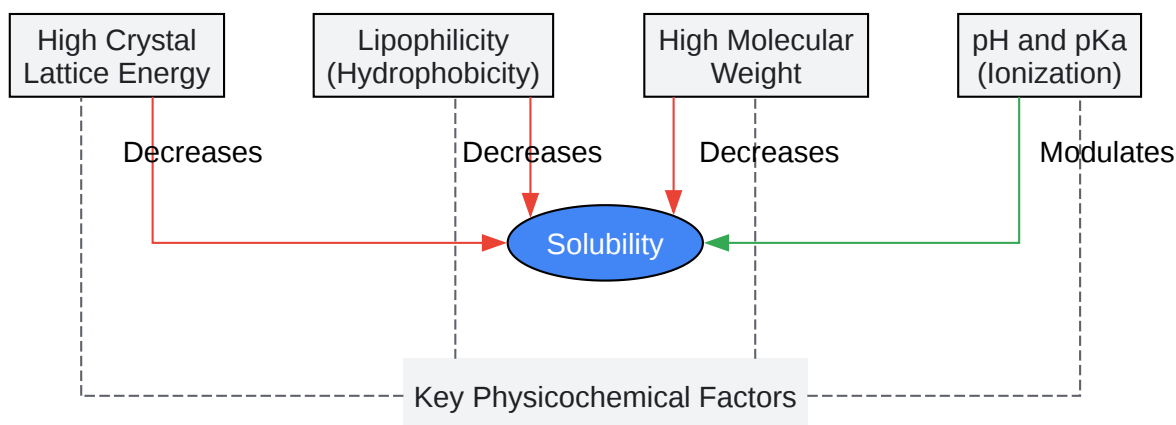 High Crystal
Lattice Energy
Lipophilicity
(Hydrophobicity)
High Molecular
Weight
pH and pKa
(Ionization)
Decreases
Decreases
Decreases
Modulates
Solubility
Key Physicochemical Factors